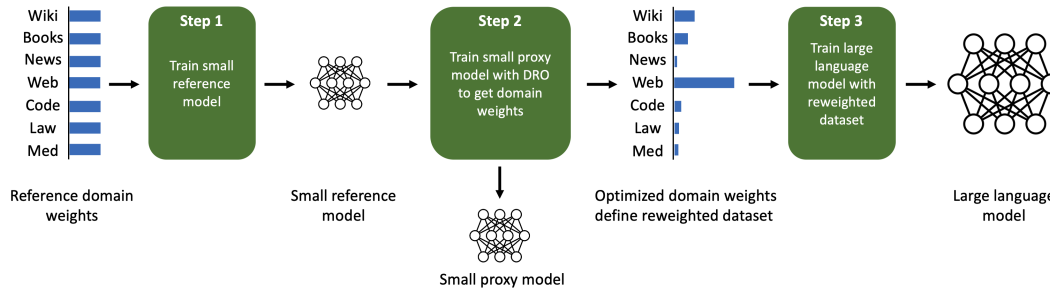 Wiki
Books
News
Web
Code
Law
Med
Reference domain
weights
Step 1
Train small
reference
model
Small reference
model
Step 2
Train small proxy
model with DRO
to get domain
weights
Small proxy model
Wiki
Books
News
Web
Code
Law
Med
Optimized domain weights
define reweighted dataset
Step 3
Train large
language
model with
reweighted
dataset
Large language
model